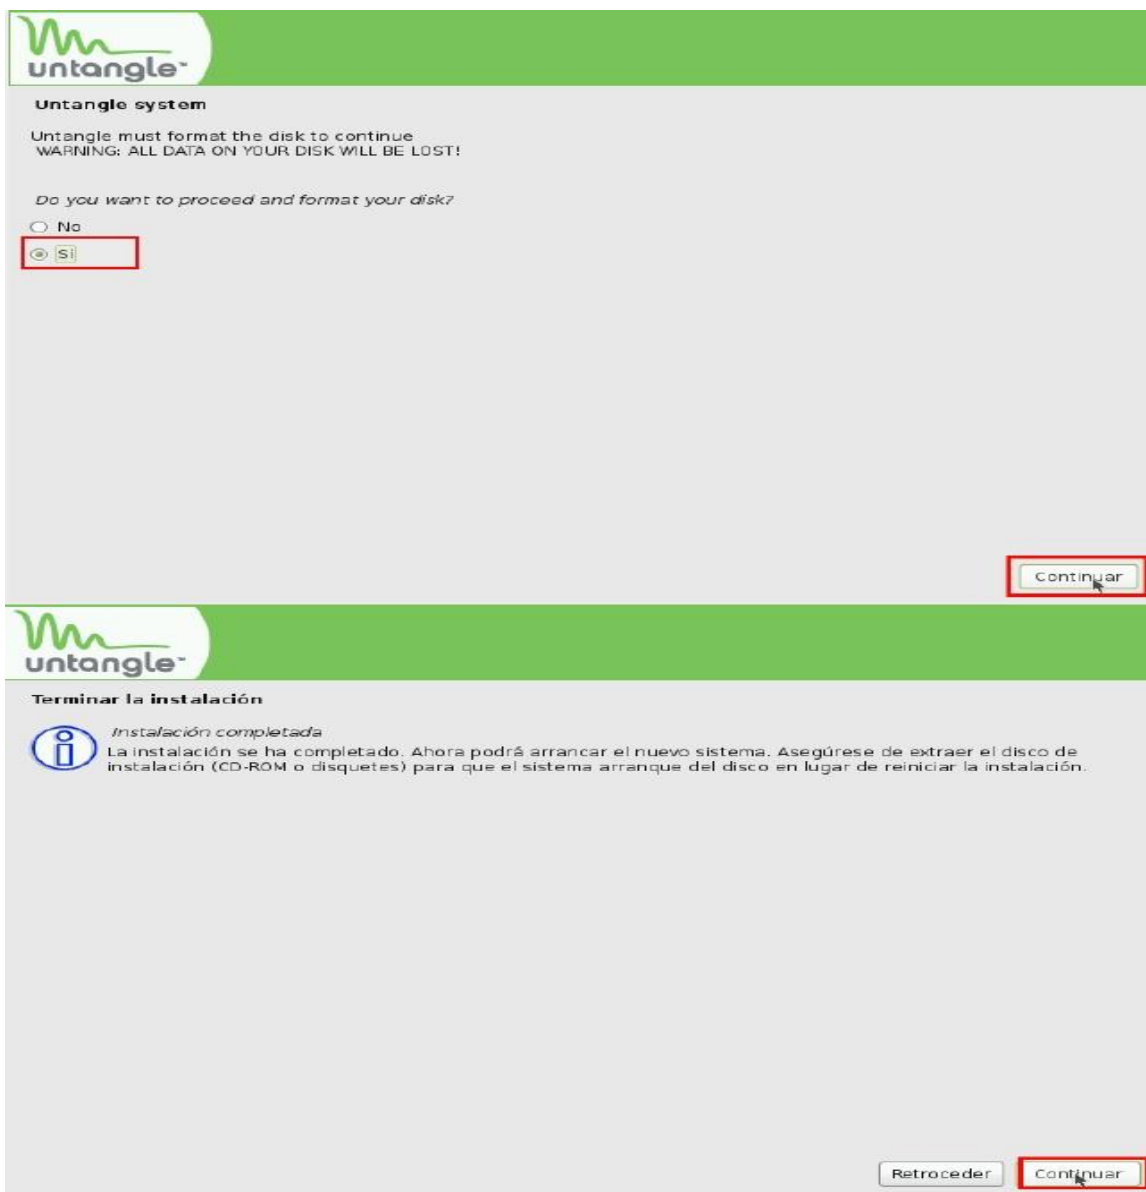 untangle™
Untangle system
Untangle must format the disk to continue
WARNING: ALL DATA ON YOUR DISK WILL BE LOST!
Do you want to proceed and format your disk?
No
Si
Continuar
untangle™
Terminar la instalación
Instalación completada
La instalación se ha completado. Ahora podrá arrancar el nuevo sistema. Asegúrese de extraer el disco de
instalación (CD-ROM o disquetes) para que el sistema arranque del disco en lugar de reiniciar la instalación.
Retroceder
Continuar